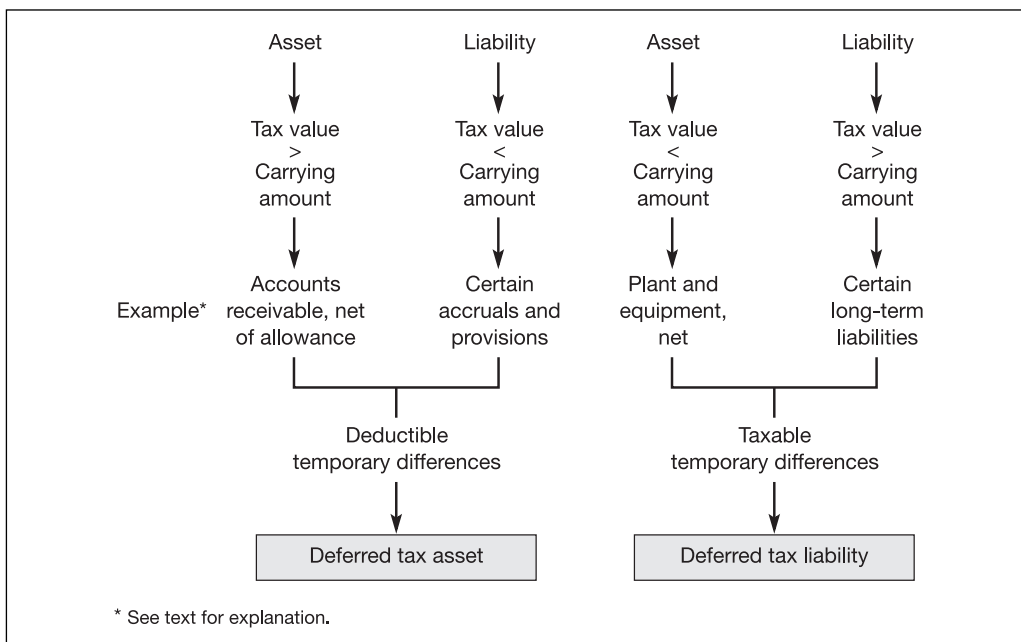 Asset Liability Asset Liability
Tax value Tax value Tax value Tax value
> < < >
Carrying Carrying Carrying Carrying
amount amount amount amount
Accounts Certain Plant and Certain
Example* receivable, net accruals and equipment, long-term
of allowance provisions net liabilities
Deductible Taxable
temporary differences temporary differences
Deferred tax asset Deferred tax liability
* See text for explanation.